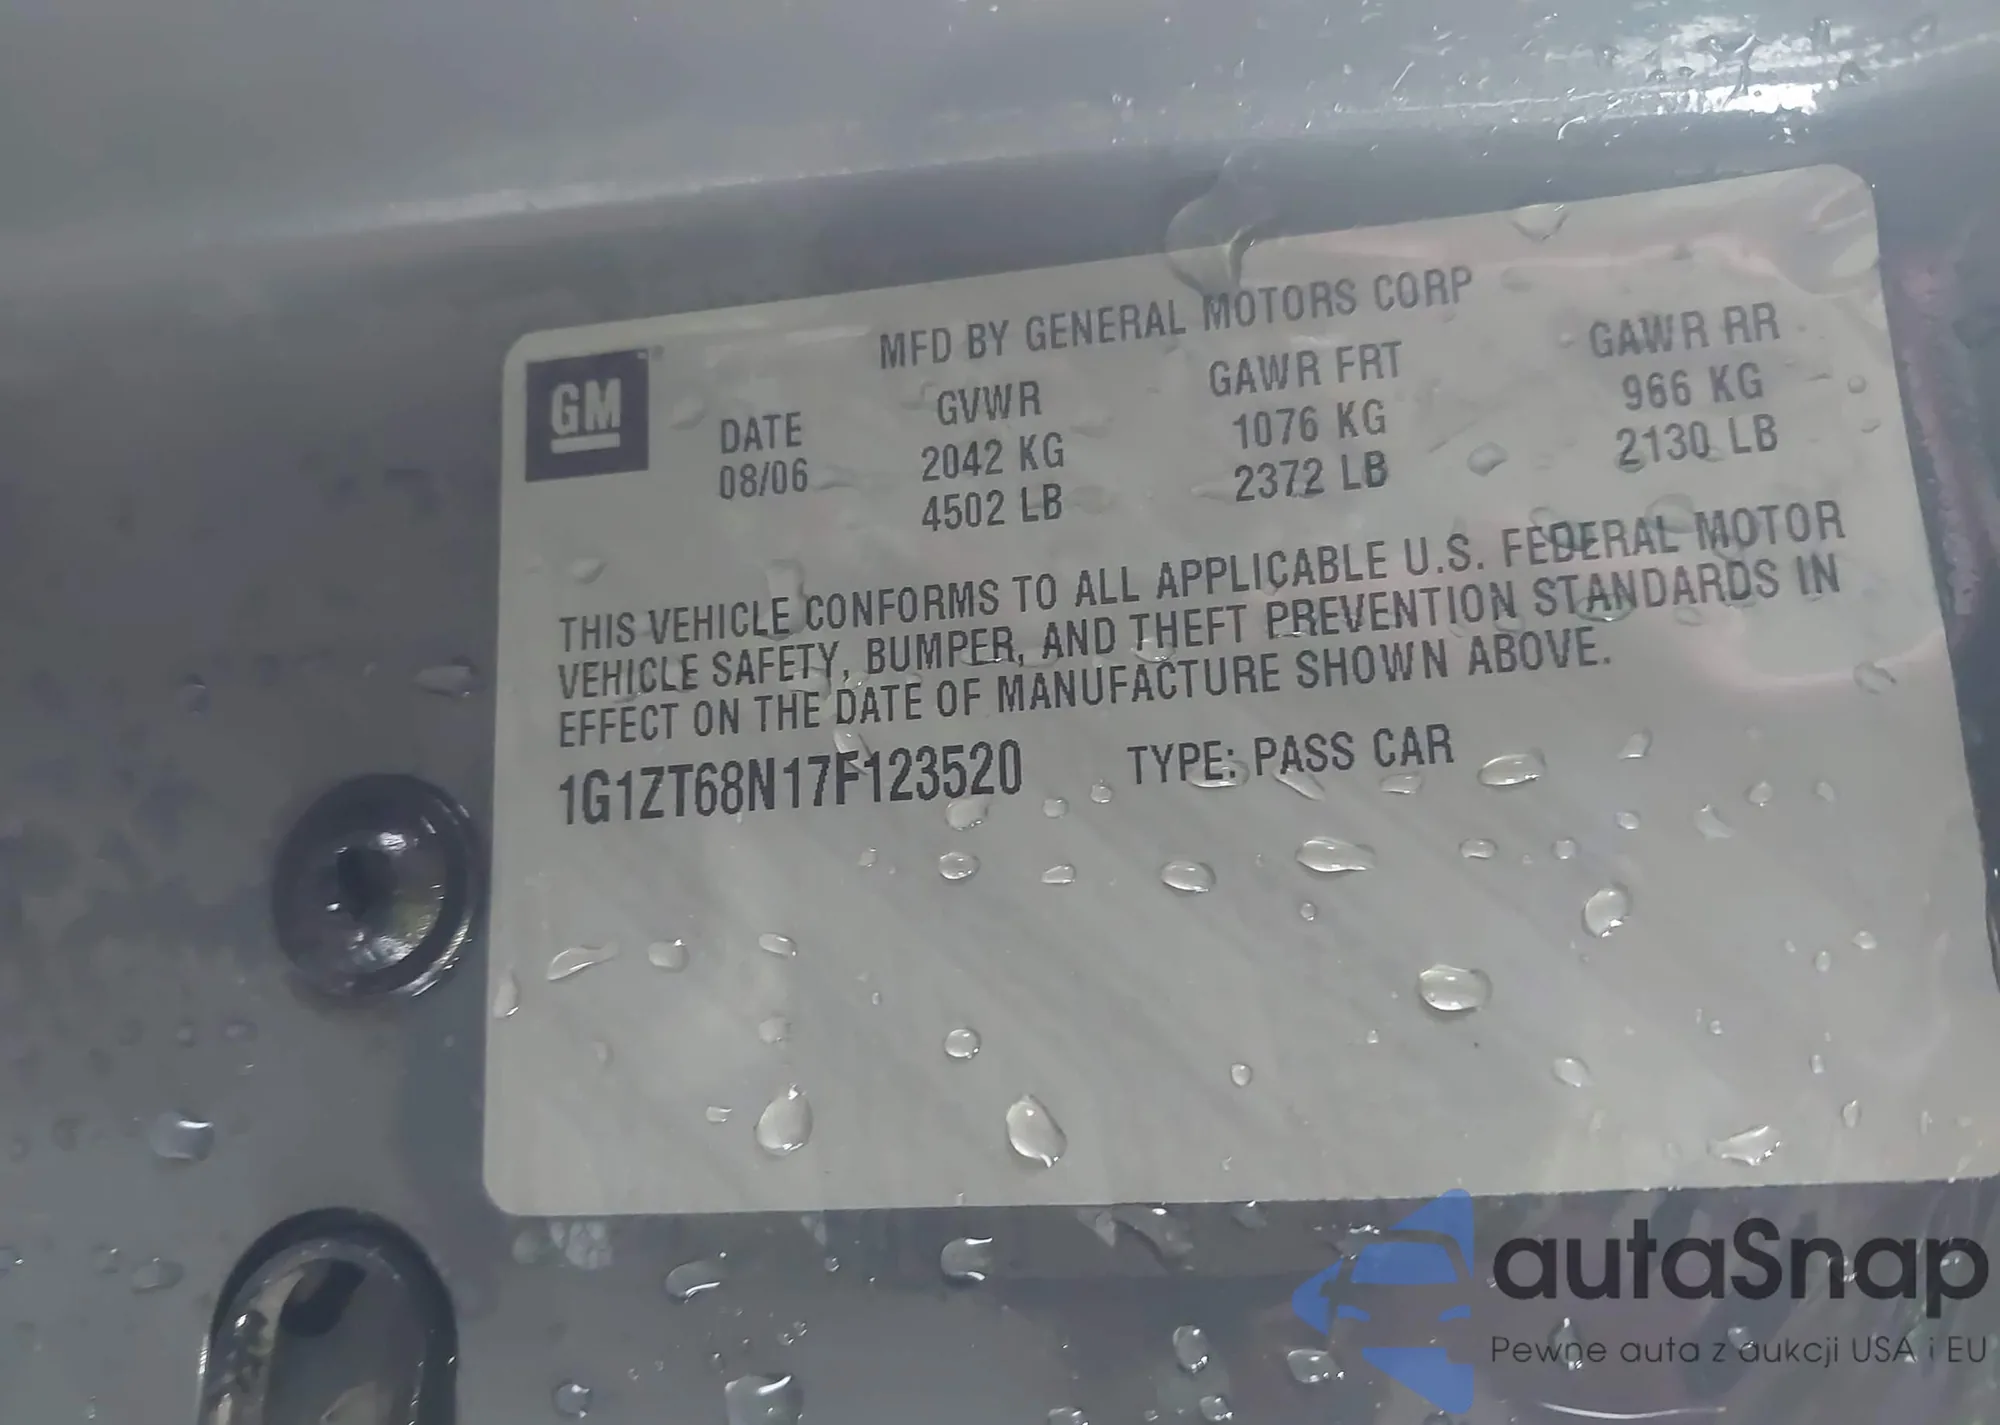 MFD BY GENERAL MOTORS CORP
GM
DATE GVWR GAWR FRT GAWR RR
08/06 2042 KG 1076 KG 966 KG
4502 LB 2372 LB 2130 LB
THIS VEHICLE CONFORMS TO ALL APPLICABLE U.S. FEDERAL MOTOR
VEHICLE SAFETY, BUMPER, AND THEFT PREVENTION STANDARDS IN
EFFECT ON THE DATE OF MANUFACTURE SHOWN ABOVE.
1G1ZT68N17F123520 TYPE: PASS CAR
autaSnap
Pewne auta z aukcji USA i EU